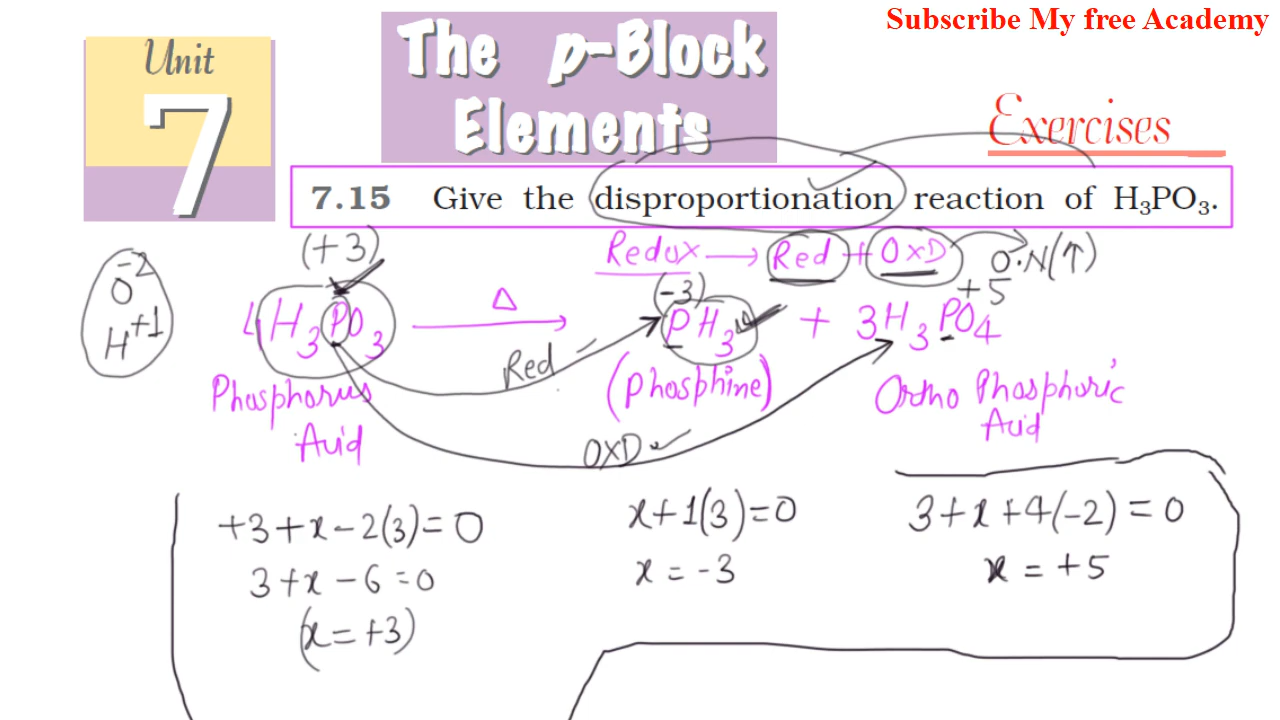 Subscribe My free Academy
Unit
7
The p-Block
Elements
Exercises
7.15 Give the disproportionation reaction of H₃PO₃.
(+3)
Redox → Red + OXD
O.N(↑)
O⁻²
H⁺¹
(-3)
+5
4H₃PO₃ —Δ→ PH₃ + 3H₃PO₄
Red
Phosphorus
Acid
(Phosphine)
Ortho Phosphoric
Acid
OXD
+3+x-2(3)=0
x+1(3)=0
3+x+4(-2)=0
3+x-6=0
x=-3
x=+5
(x=+3)